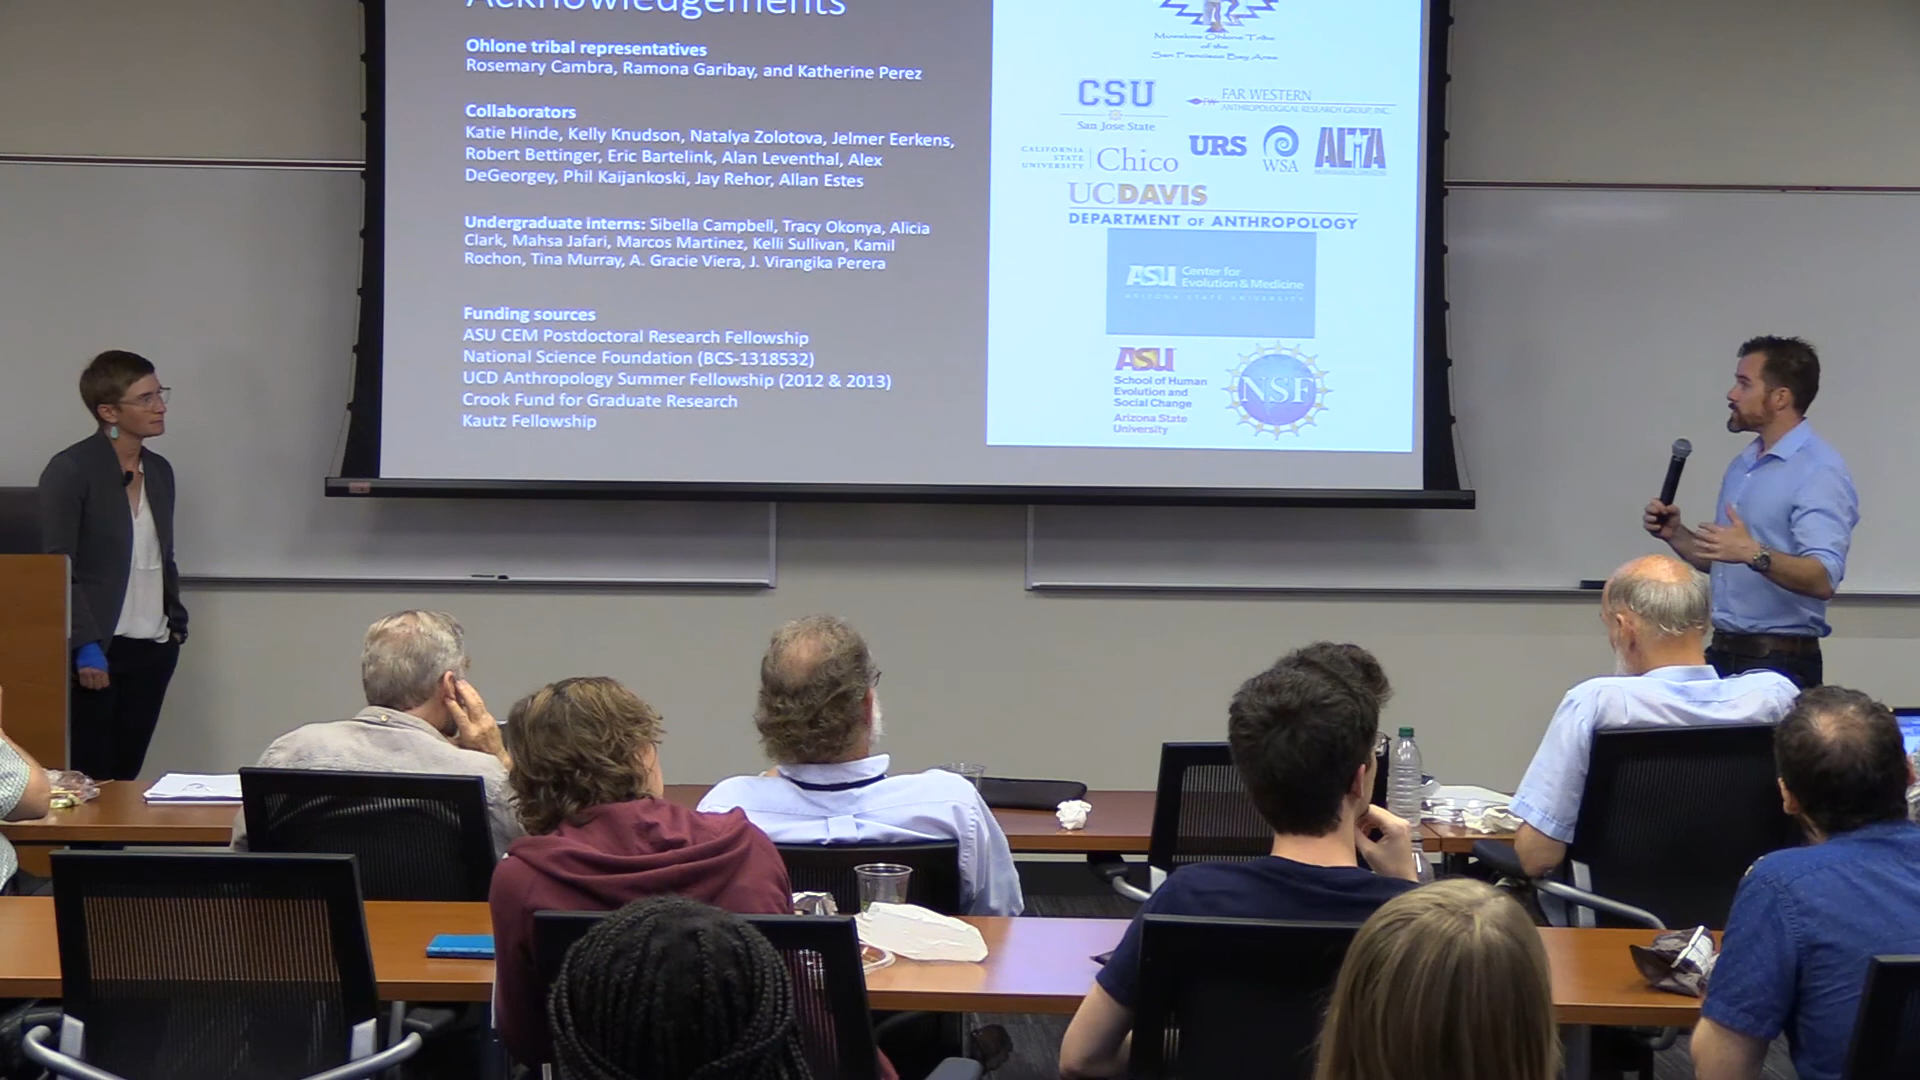 Acknowledgements
Ohlone tribal representatives
Rosemary Cambra, Ramona Garibay, and Katherine Perez
Collaborators
Katie Hinde, Kelly Knudson, Natalya Zolotova, Jelmer Eerkens,
Robert Bettinger, Eric Bartelink, Alan Leventhal, Alex
DeGeorgey, Phil Kaijankoski, Jay Rehor, Allan Estes
Undergraduate interns: Sibella Campbell, Tracy Okonya, Alicia
Clark, Mahsa Jafari, Marcos Martinez, Kelli Sullivan, Kamil
Rochon, Tina Murray, A. Gracie Viera, J. Virangika Perera
Funding sources
ASU CEM Postdoctoral Research Fellowship
National Science Foundation (BCS-1318532)
UCD Anthropology Summer Fellowship (2012 & 2013)
Crook Fund for Graduate Research
Kautz Fellowship
Muwekma Ohlone Tribe
of the
San Francisco Bay Area
CSU
San Jose State
FAR WESTERN
ANTHROPOLOGICAL RESEARCH GROUP, INC.
CALIFORNIA
STATE
UNIVERSITY
Chico
URS
WSA
ALTA
UCDAVIS
DEPARTMENT OF ANTHROPOLOGY
ASU Center for
Evolution & Medicine
ARIZONA STATE UNIVERSITY
ASU
School of Human
Evolution and
Social Change
Arizona State
University
NSF